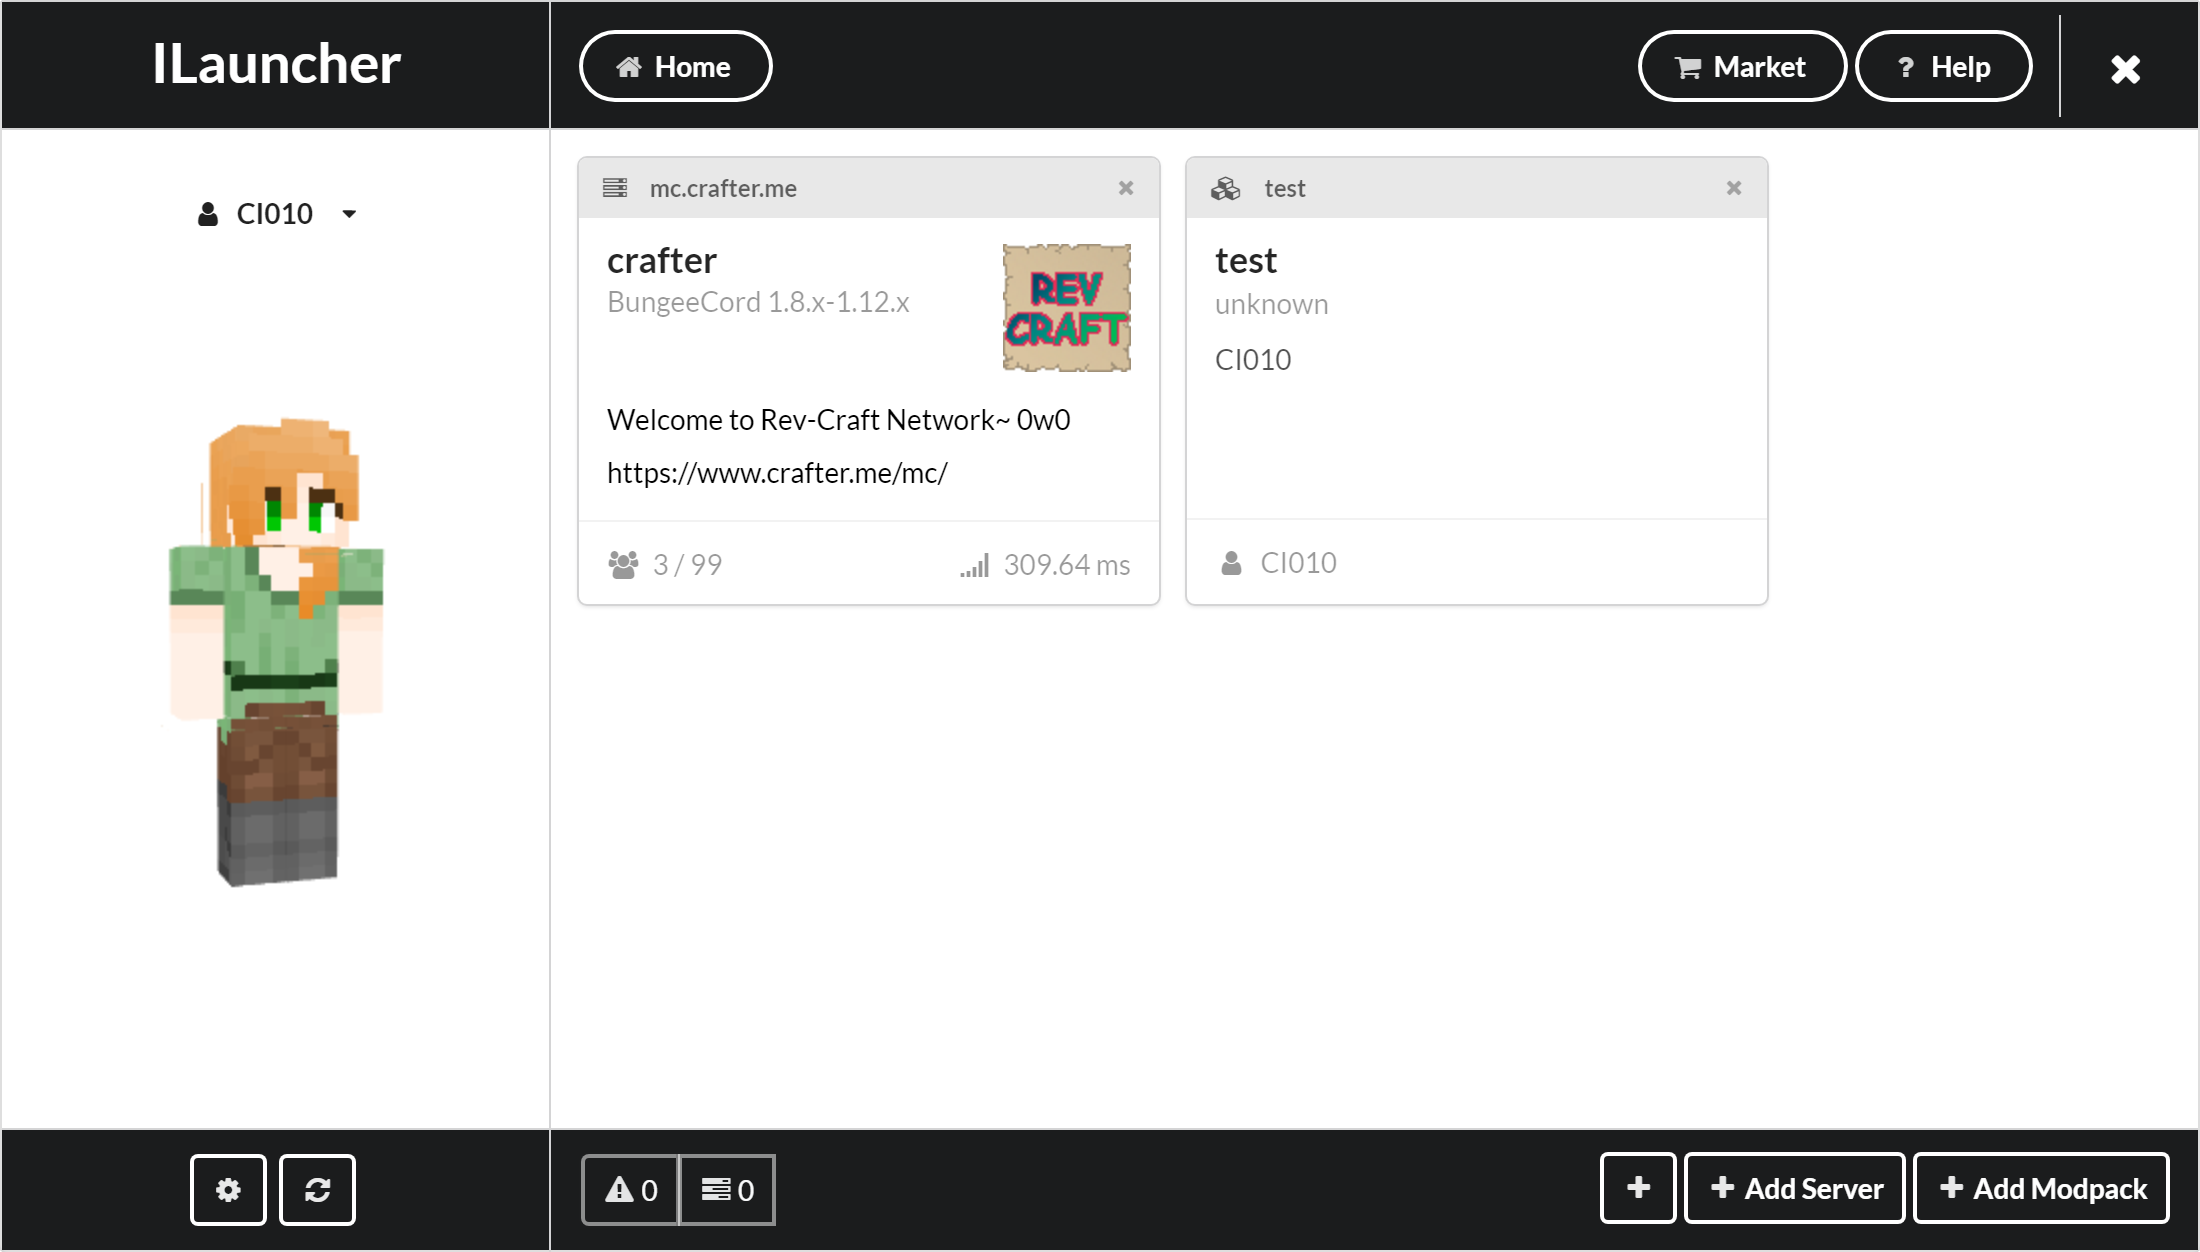 ILauncher
Home
Market
? Help
CI010
mc.crafter.me
crafter
BungeeCord 1.8.x-1.12.x
REV
CRAFT
Welcome to Rev-Craft Network~ 0w0
https://www.crafter.me/mc/
3 / 99
309.64 ms
test
test
unknown
CI010
CI010
0
0
Add Server
Add Modpack